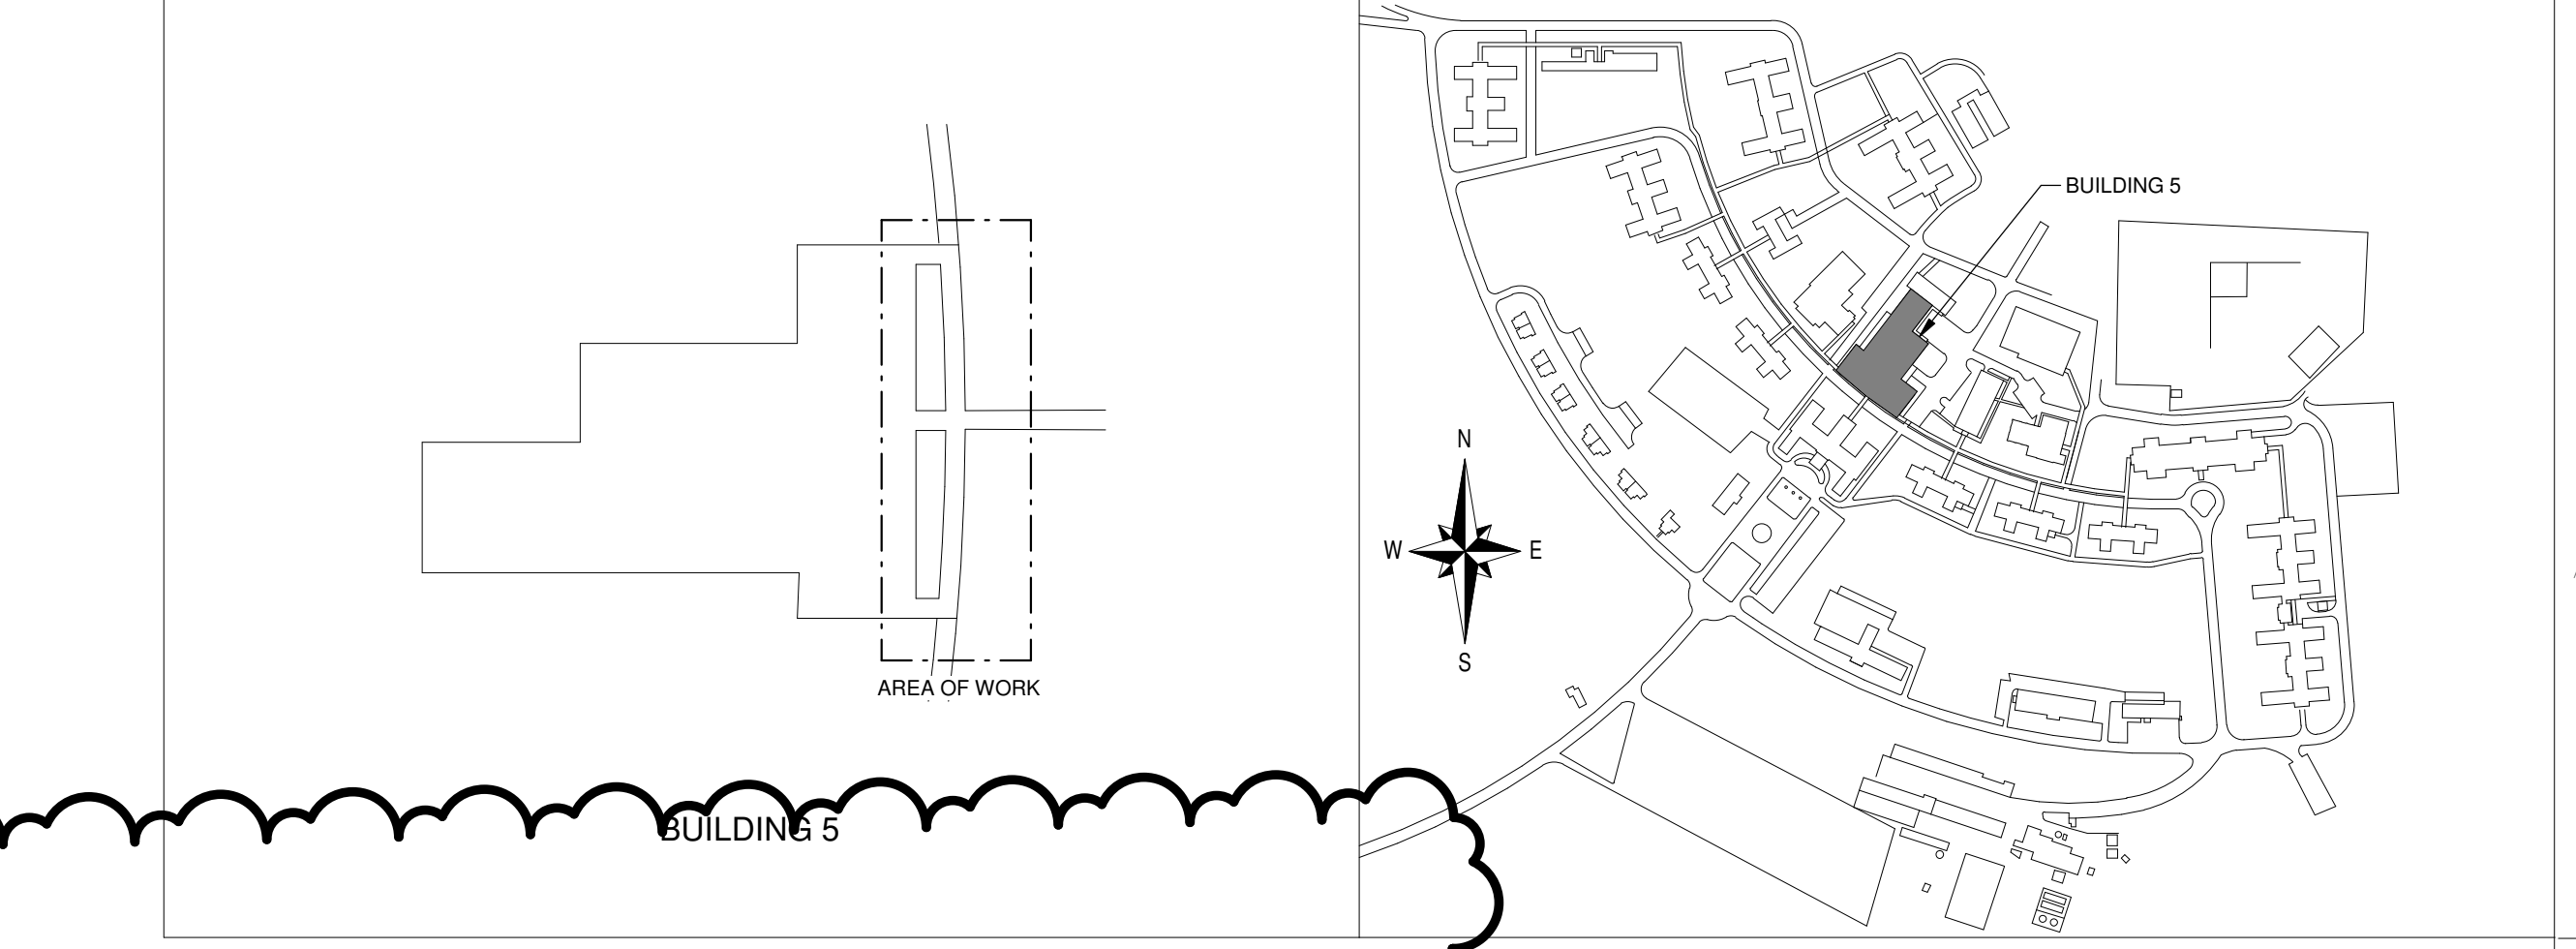 AREA OF WORK
BUILDING 5
BUILDING 5
N
W E
S